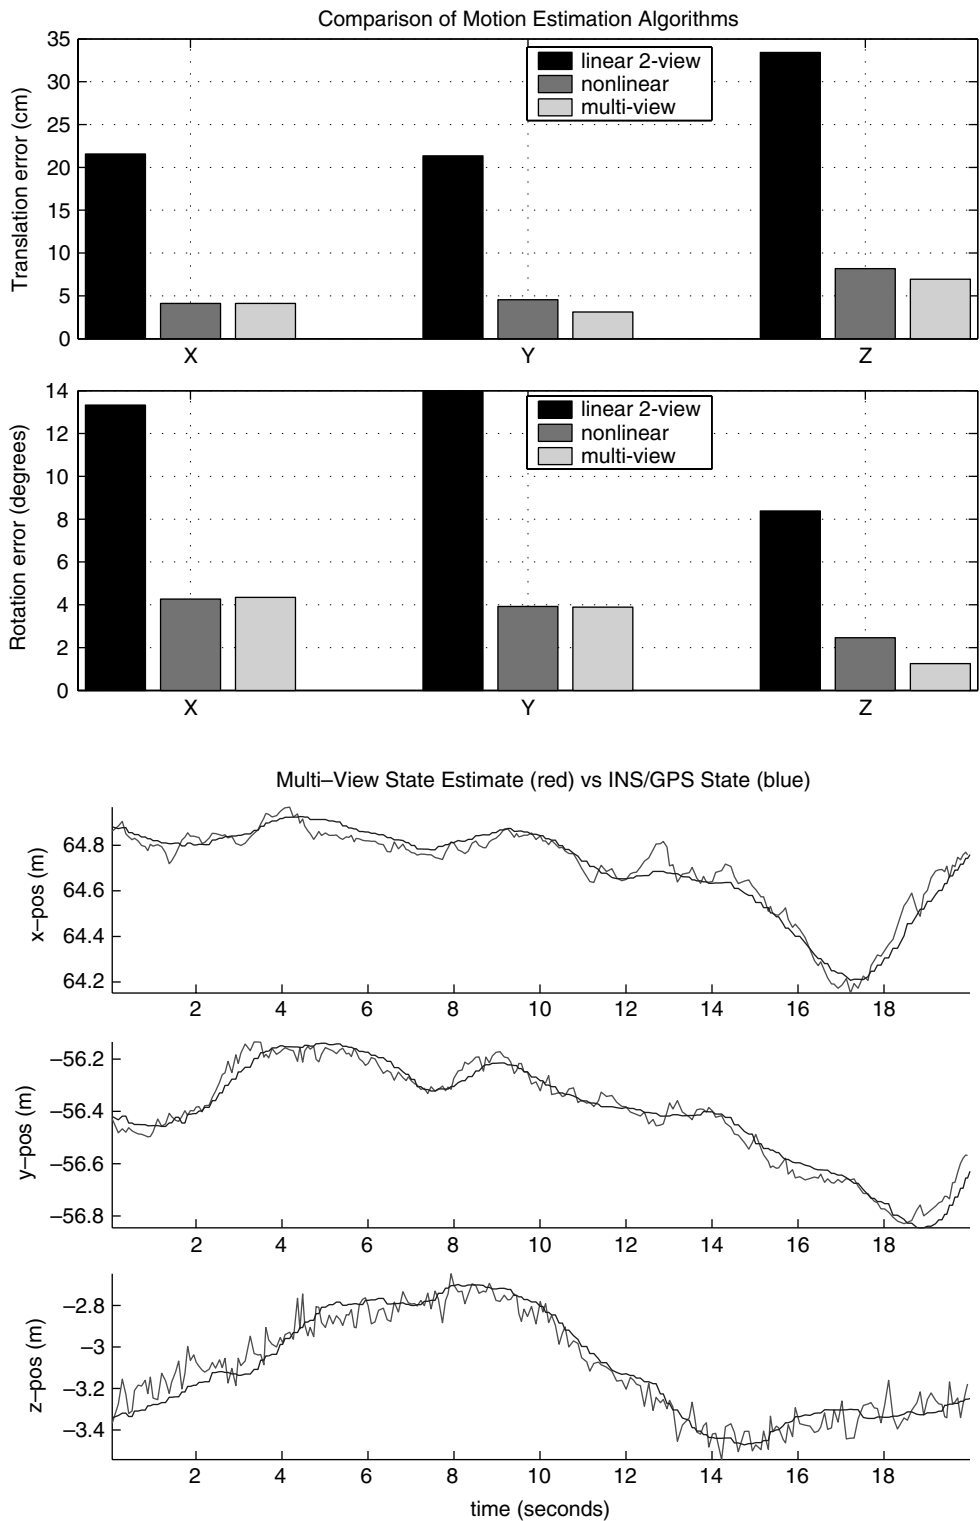 Comparison of Motion Estimation Algorithms
35
30
25
20
15
10
5
0
Translation error (cm)
linear 2-view
nonlinear
multi-view
X
Y
Z
14
12
10
8
6
4
2
0
Rotation error (degrees)
linear 2-view
nonlinear
multi-view
X
Y
Z
Multi–View State Estimate (red) vs INS/GPS State (blue)
64.8
64.6
64.4
64.2
x–pos (m)
2 4 6 8 10 12 14 16 18
–56.2
–56.4
–56.6
–56.8
y–pos (m)
2 4 6 8 10 12 14 16 18
–2.8
–3
–3.2
–3.4
z–pos (m)
2 4 6 8 10 12 14 16 18
time (seconds)